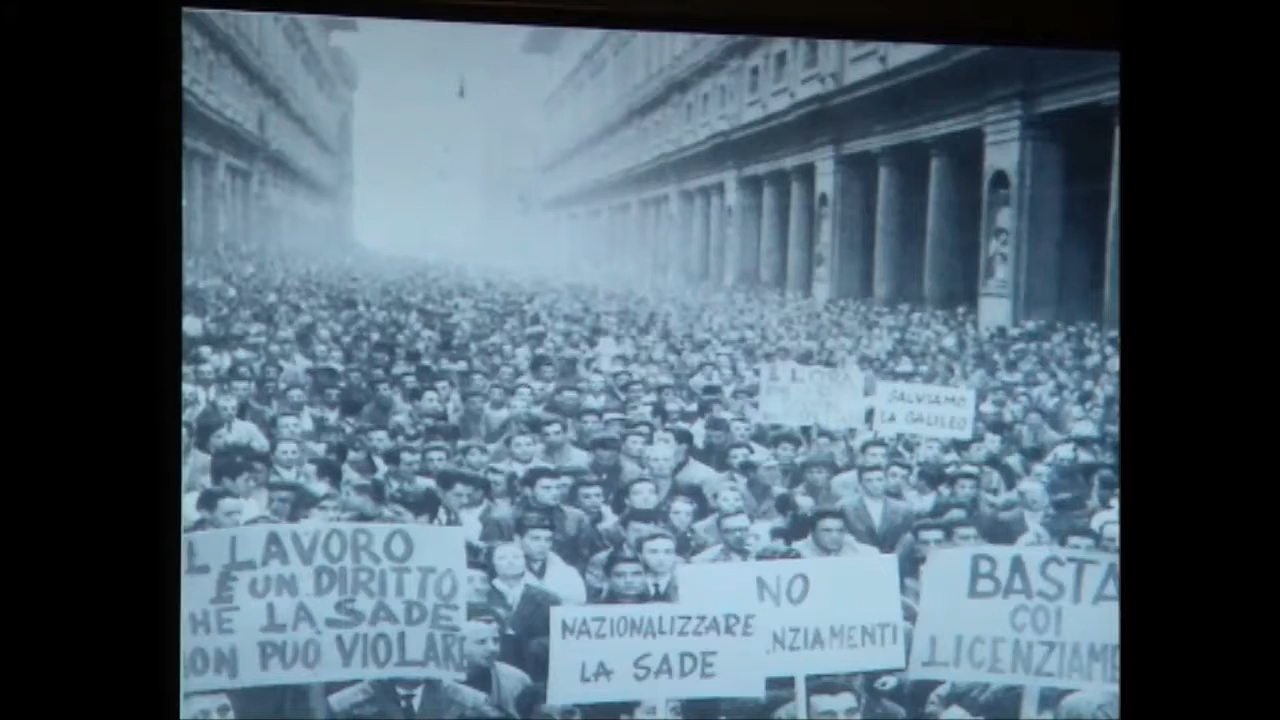 SALVIAMO
LA GALILEO
L LAVORO
È UN DIRITTO
HE LA SADE
ON PUÒ VIOLARE
NAZIONALIZZARE
LA SADE
NO
NZIAMENTI
BASTA
COI
LICENZIAME